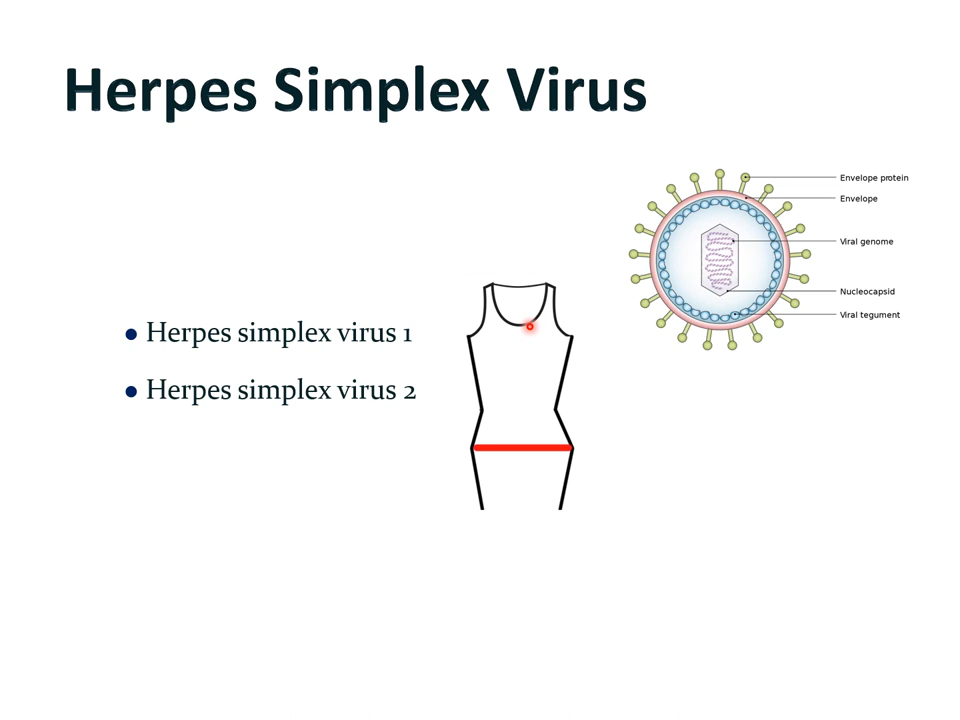 Herpes Simplex Virus
Envelope protein
Envelope
Viral genome
Nucleocapsid
Viral tegument
• Herpes simplex virus 1
• Herpes simplex virus 2